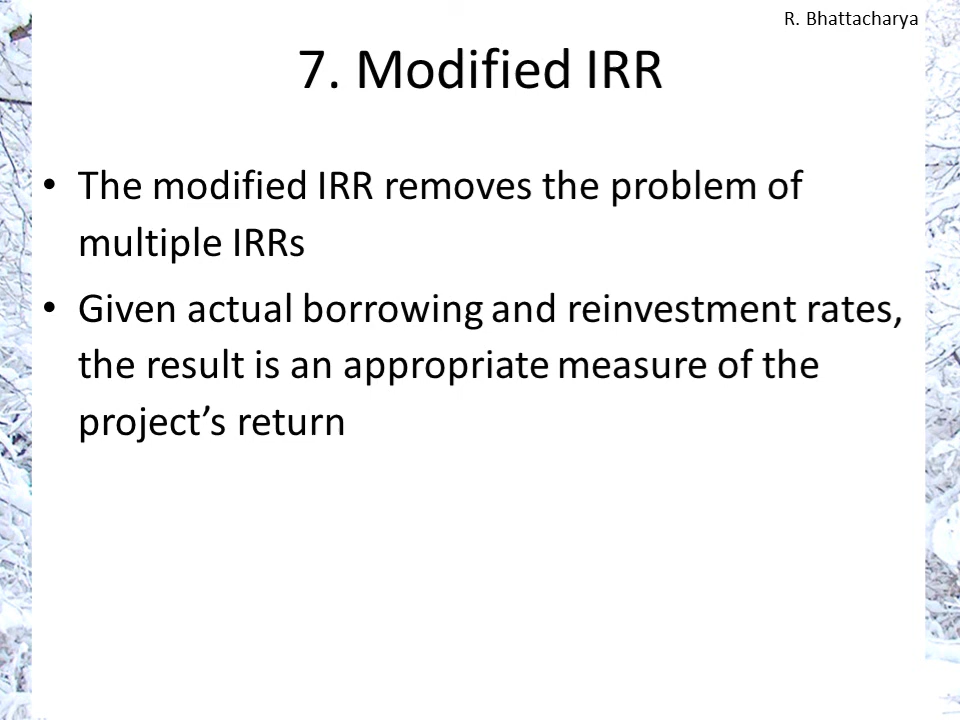 R. Bhattacharya
7. Modified IRR
• The modified IRR removes the problem of
multiple IRRs
• Given actual borrowing and reinvestment rates,
the result is an appropriate measure of the
project’s return